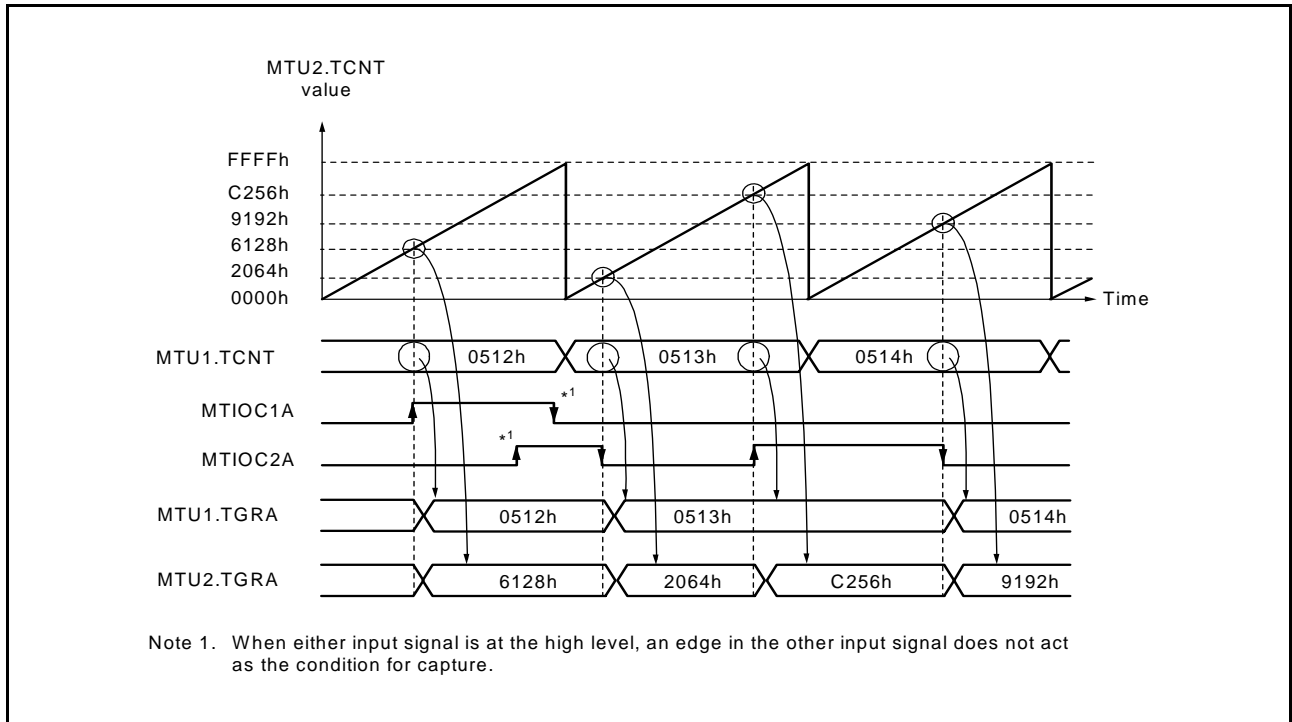 MTU2.TCNT
value
FFFFh
C256h
9192h
6128h
2064h
0000h
Time
MTU1.TCNT 0512h 0513h 0514h
MTIOC1A *1
MTIOC2A *1
MTU1.TGRA 0512h 0513h 0514h
MTU2.TGRA 6128h 2064h C256h 9192h
Note 1. When either input signal is at the high level, an edge in the other input signal does not act
as the condition for capture.